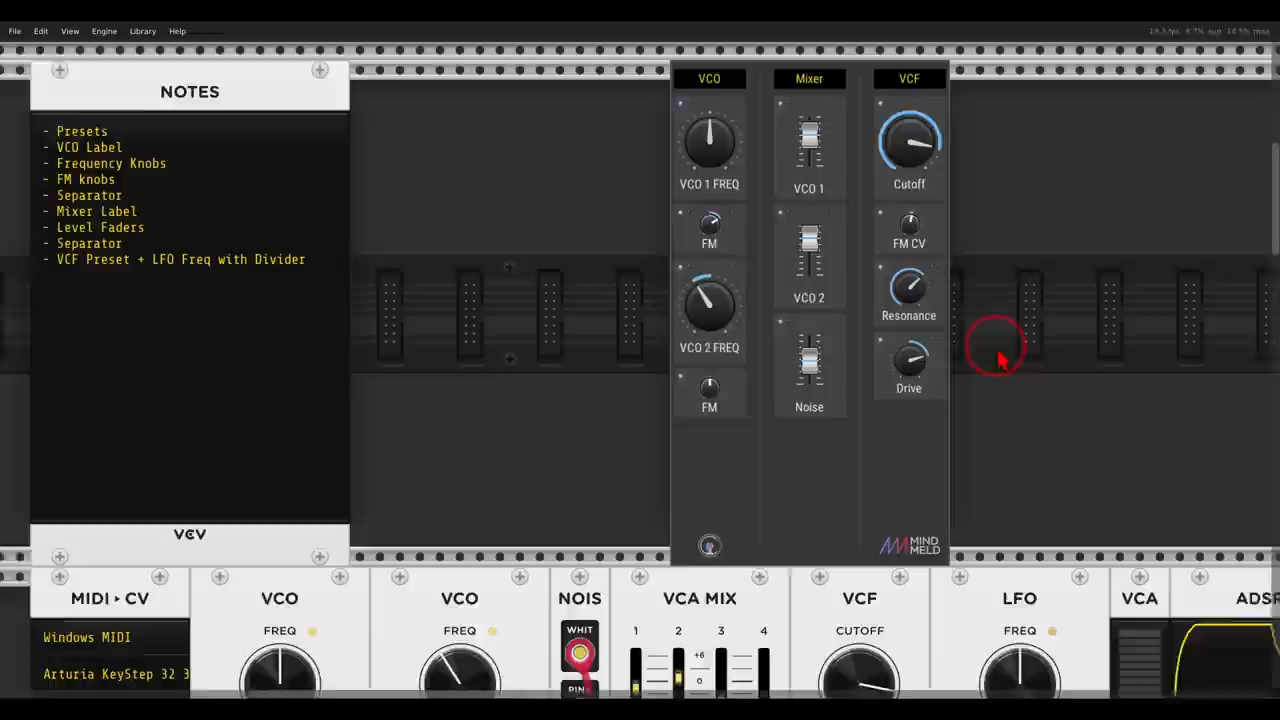 File Edit View Engine Library Help
NOTES
- Presets
- VCO Label
- Frequency Knobs
- FM knobs
- Separator
- Mixer Label
- Level Faders
- Separator
- VCF Preset + LFO Freq with Divider
VCV
VCO
VCO 1 FREQ
FM
VCO 2 FREQ
FM
Mixer
VCO 1
VCO 2
Noise
VCF
Cutoff
FM CV
Resonance
Drive
MIND
MELD
MIDI▸CV
Windows MIDI
Arturia KeyStep 32 3
VCO
FREQ
VCO
FREQ
NOIS
WHIT
PIN
VCA MIX
1 2 3 4
+6
0
VCF
CUTOFF
LFO
FREQ
VCA
ADSR